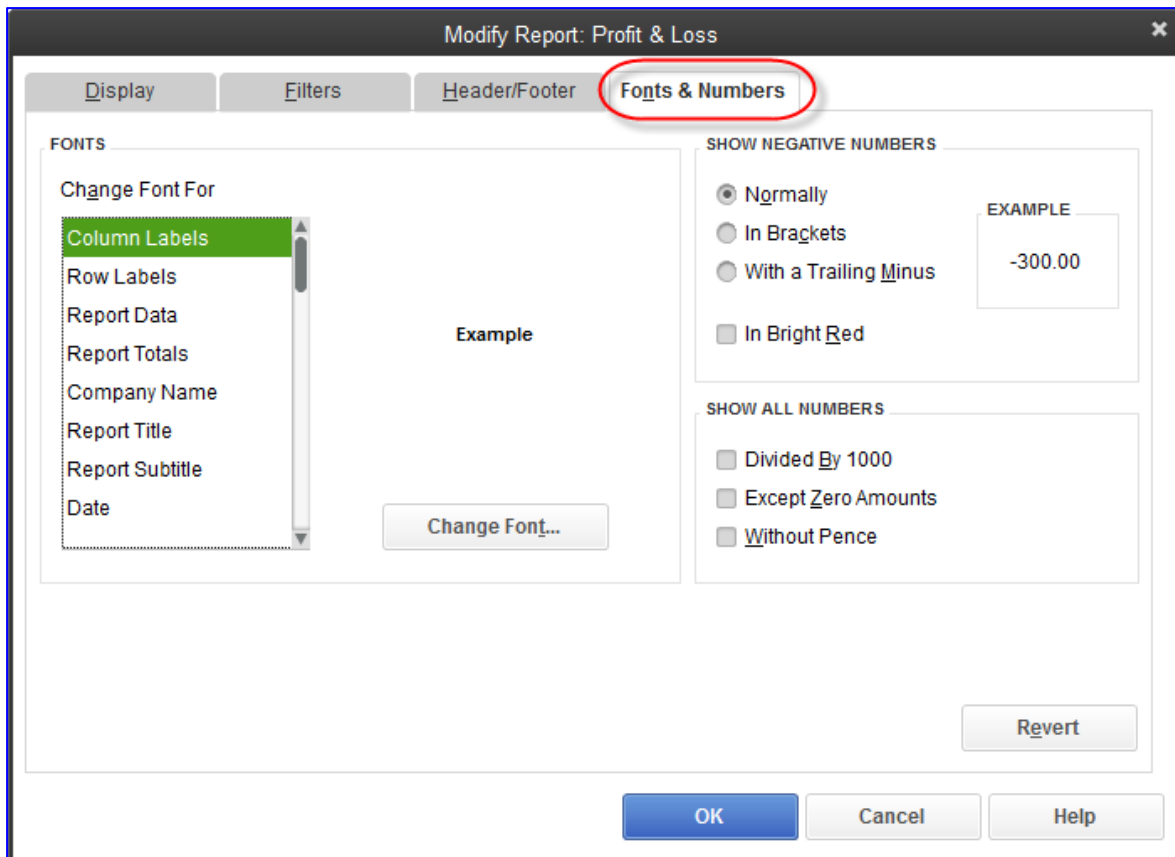 Modify Report: Profit & Loss
Display
Filters
Header/Footer
Fonts & Numbers
FONTS
Change Font For
Column Labels
Row Labels
Report Data
Report Totals
Company Name
Report Title
Report Subtitle
Date
Example
Change Font...
SHOW NEGATIVE NUMBERS
Normally
In Brackets
With a Trailing Minus
In Bright Red
EXAMPLE
-300.00
SHOW ALL NUMBERS
Divided By 1000
Except Zero Amounts
Without Pence
Revert
OK
Cancel
Help